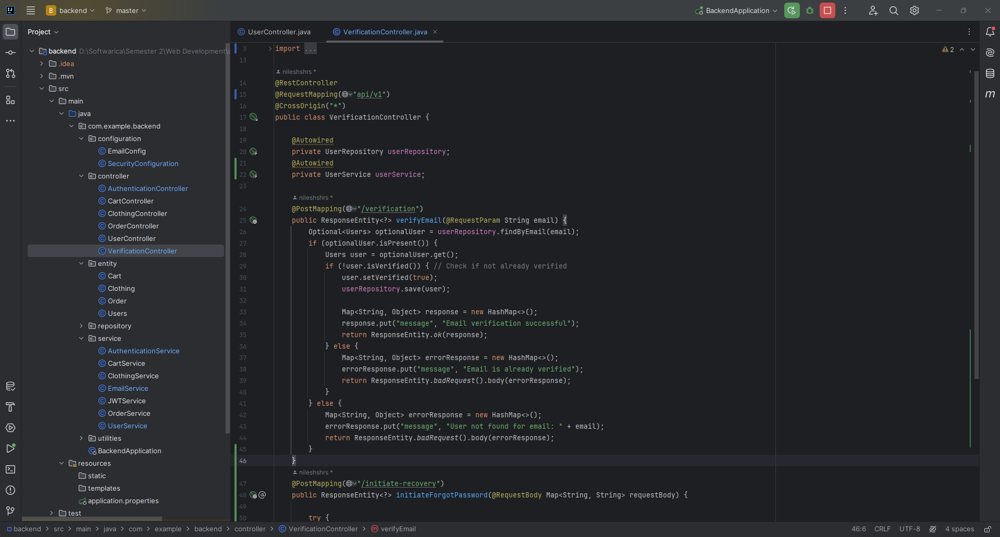 B backend master BackendApplication
Project
backend D:\Softwarica\Semester 2\Web Development\
.idea
.mvn
src
main
java
com.example.backend
configuration
EmailConfig
SecurityConfiguration
controller
AuthenticationController
CartController
ClothingController
OrderController
UserController
VerificationController
entity
Cart
Clothing
Order
Users
repository
service
AuthenticationService
CartService
ClothingService
EmailService
JWTService
OrderService
UserService
utilities
BackendApplication
resources
static
templates
application.properties
test
UserController.java VerificationController.java
2
3 import ...
13
nileshshrs *
14 @RestController
15 @RequestMapping("api/v1")
16 @CrossOrigin("*")
17 public class VerificationController {
18
19 @Autowired
20 private UserRepository userRepository;
21 @Autowired
22 private UserService userService;
23
nileshshrs *
24 @PostMapping("/verification")
25 public ResponseEntity<?> verifyEmail(@RequestParam String email) {
26 Optional<Users> optionalUser = userRepository.findByEmail(email);
27 if (optionalUser.isPresent()) {
28 Users user = optionalUser.get();
29 if (!user.isVerified()) { // Check if not already verified
30 user.setVerified(true);
31 userRepository.save(user);
32
33 Map<String, Object> response = new HashMap<>();
34 response.put("message", "Email verification successful");
35 return ResponseEntity.ok(response);
36 } else {
37 Map<String, Object> errorResponse = new HashMap<>();
38 errorResponse.put("message", "Email is already verified");
39 return ResponseEntity.badRequest().body(errorResponse);
40 }
41 } else {
42 Map<String, Object> errorResponse = new HashMap<>();
43 errorResponse.put("message", "User not found for email: " + email);
44 return ResponseEntity.badRequest().body(errorResponse);
45 }
46 }
nileshshrs *
47 @PostMapping("/initiate-recovery")
48 public ResponseEntity<?> initiateForgotPassword(@RequestBody Map<String, String> requestBody) {
49
50 try {
backend > src > main > java > com > example > backend > controller > VerificationController > verifyEmail
46:6 CRLF UTF-8 4 spaces